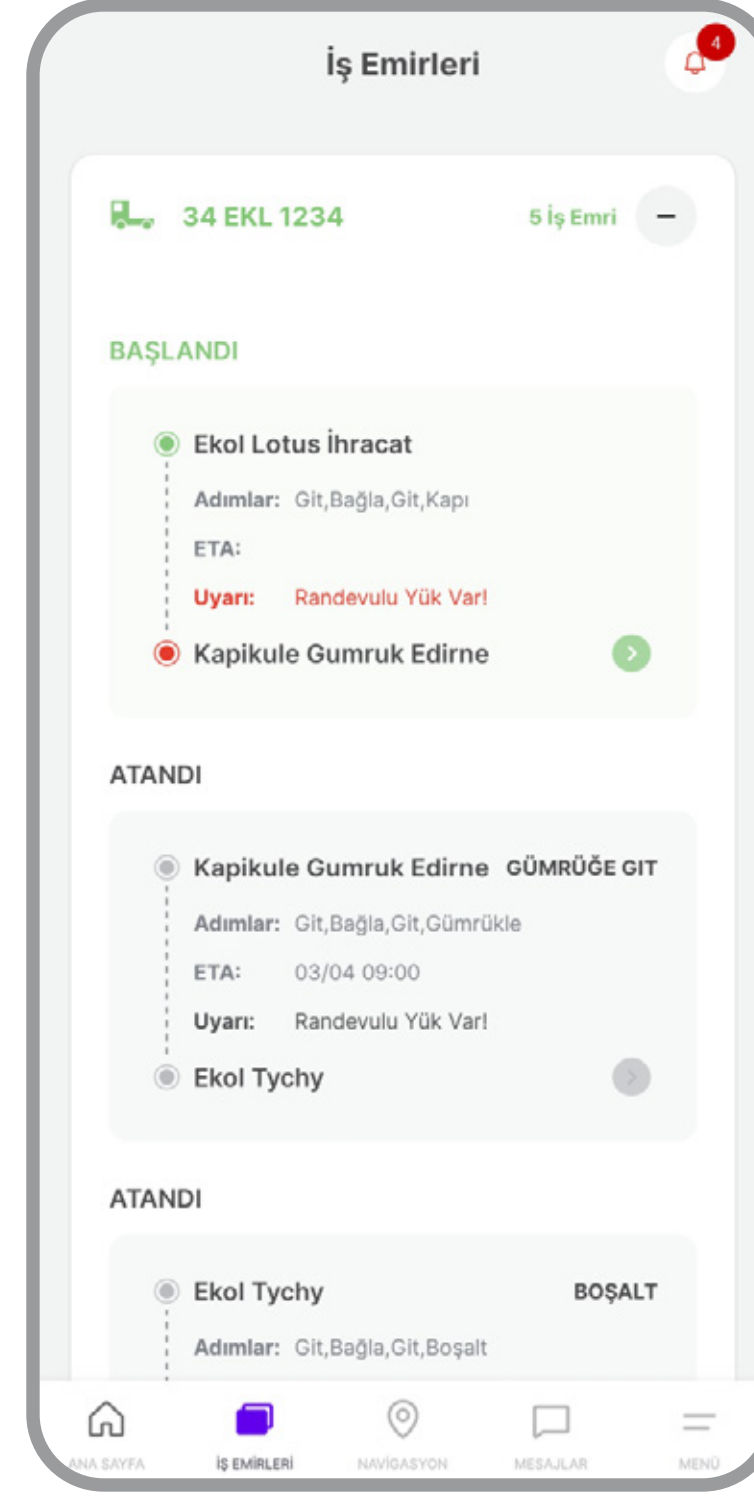 İş Emirleri
4
34 EKL 1234 5 İş Emri
BAŞLANDI
Ekol Lotus İhracat
Adımlar: Git,Bağla,Git,Kapı
ETA:
Uyarı: Randevulu Yük Var!
Kapikule Gumruk Edirne
ATANDI
Kapikule Gumruk Edirne GÜMRÜĞE GIT
Adımlar: Git,Bağla,Git,Gümrükle
ETA: 03/04 09:00
Uyarı: Randevulu Yük Var!
Ekol Tychy
ATANDI
Ekol Tychy BOŞALT
Adımlar: Git,Bağla,Git,Boşalt
ANA SAYFA İŞ EMİRLERİ NAVİGASYON MESAJLAR MENÜ